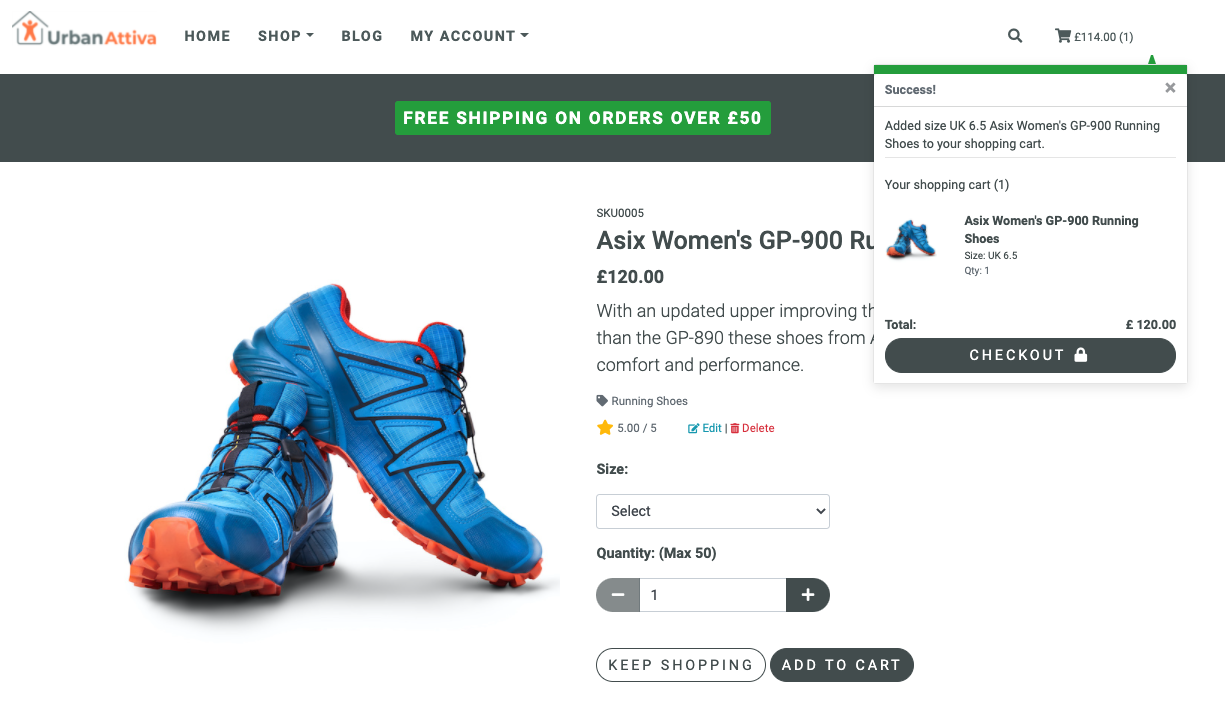 UrbanAttiva
HOME SHOP BLOG MY ACCOUNT
£114.00 (1)
FREE SHIPPING ON ORDERS OVER £50
Success! ×
Added size UK 6.5 Asix Women's GP-900 Running
Shoes to your shopping cart.
Your shopping cart (1)
Asix Women's GP-900 Running
Shoes
Size: UK 6.5
Qty: 1
Total: £ 120.00
CHECKOUT
SKU0005
Asix Women's GP-900
£120.00
With an updated upper improving
than the GP-890 these shoes from
comfort and performance.
Running Shoes
5.00 / 5 Edit | Delete
Size:
Select
Quantity: (Max 50)
1
KEEP SHOPPING ADD TO CART